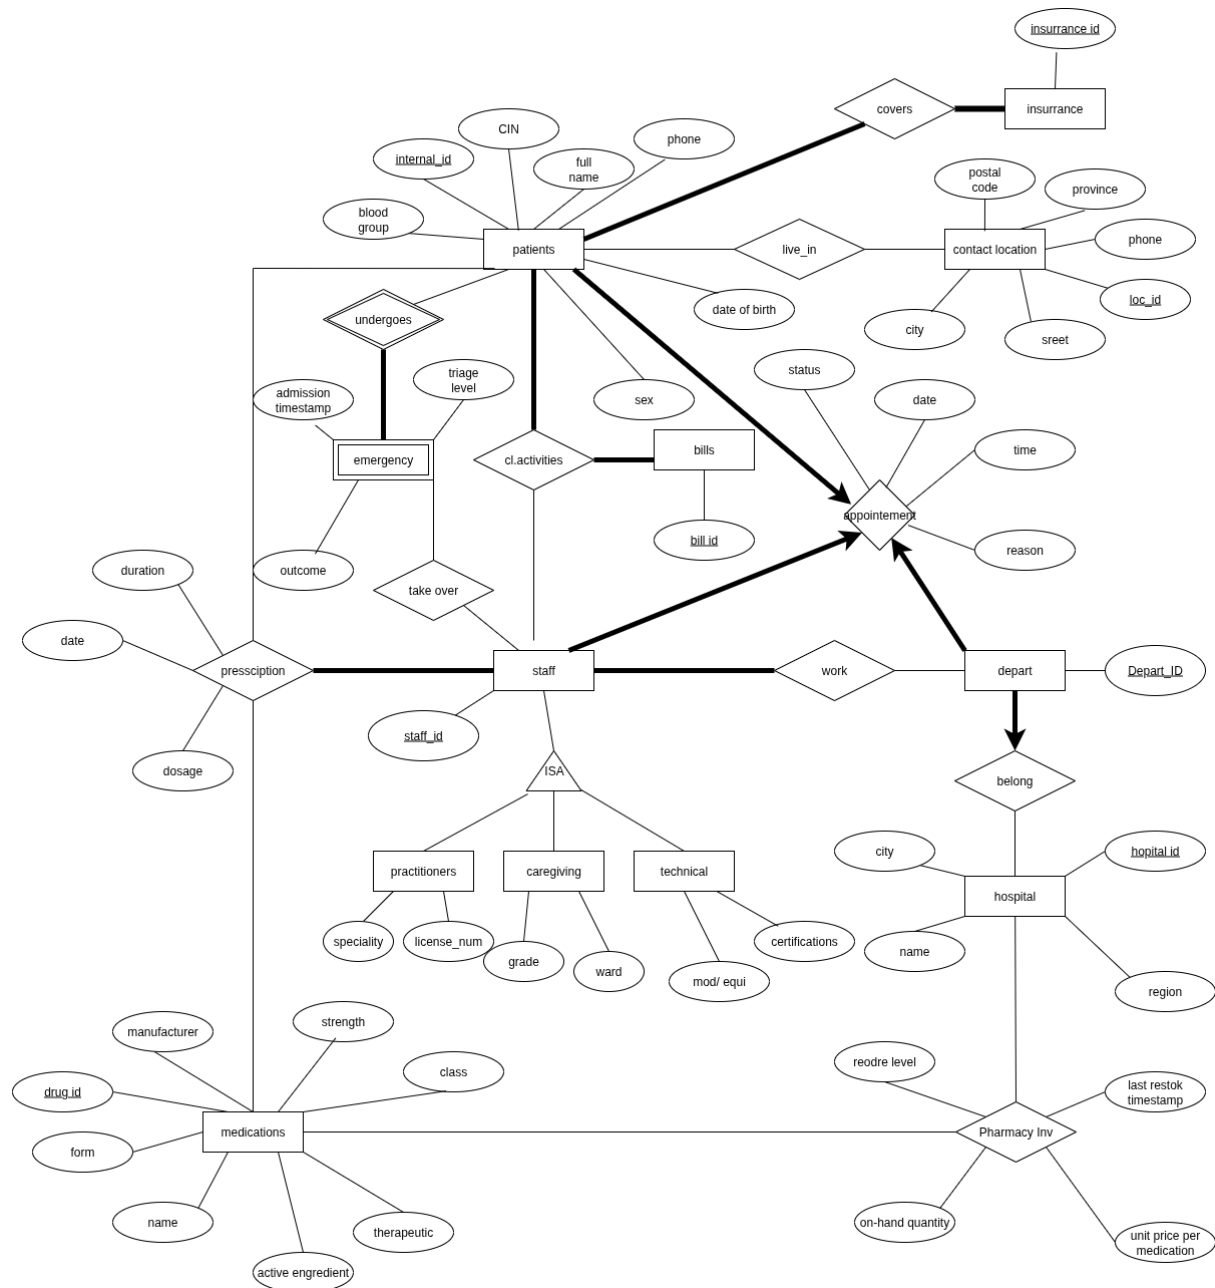 insurrance id
covers
insurrance
CIN
phone
internal_id
full
name
postal
code
province
blood
group
patients
live_in
contact location
phone
loc_id
date of birth
undergoes
city
sreet
triage
level
status
admission
timestamp
sex
date
emergency
cl.activities
bills
time
appointement
bill id
reason
outcome
duration
take over
date
presscription
staff
work
depart
Depart_ID
staff_id
dosage
ISA
belong
city
hopital id
practitioners
caregiving
technical
hospital
speciality
license_num
certifications
name
grade
ward
mod/ equi
region
strength
manufacturer
reodre level
class
drug id
last restok
timestamp
medications
Pharmacy Inv
form
name
therapeutic
on-hand quantity
unit price per
medication
active engredient